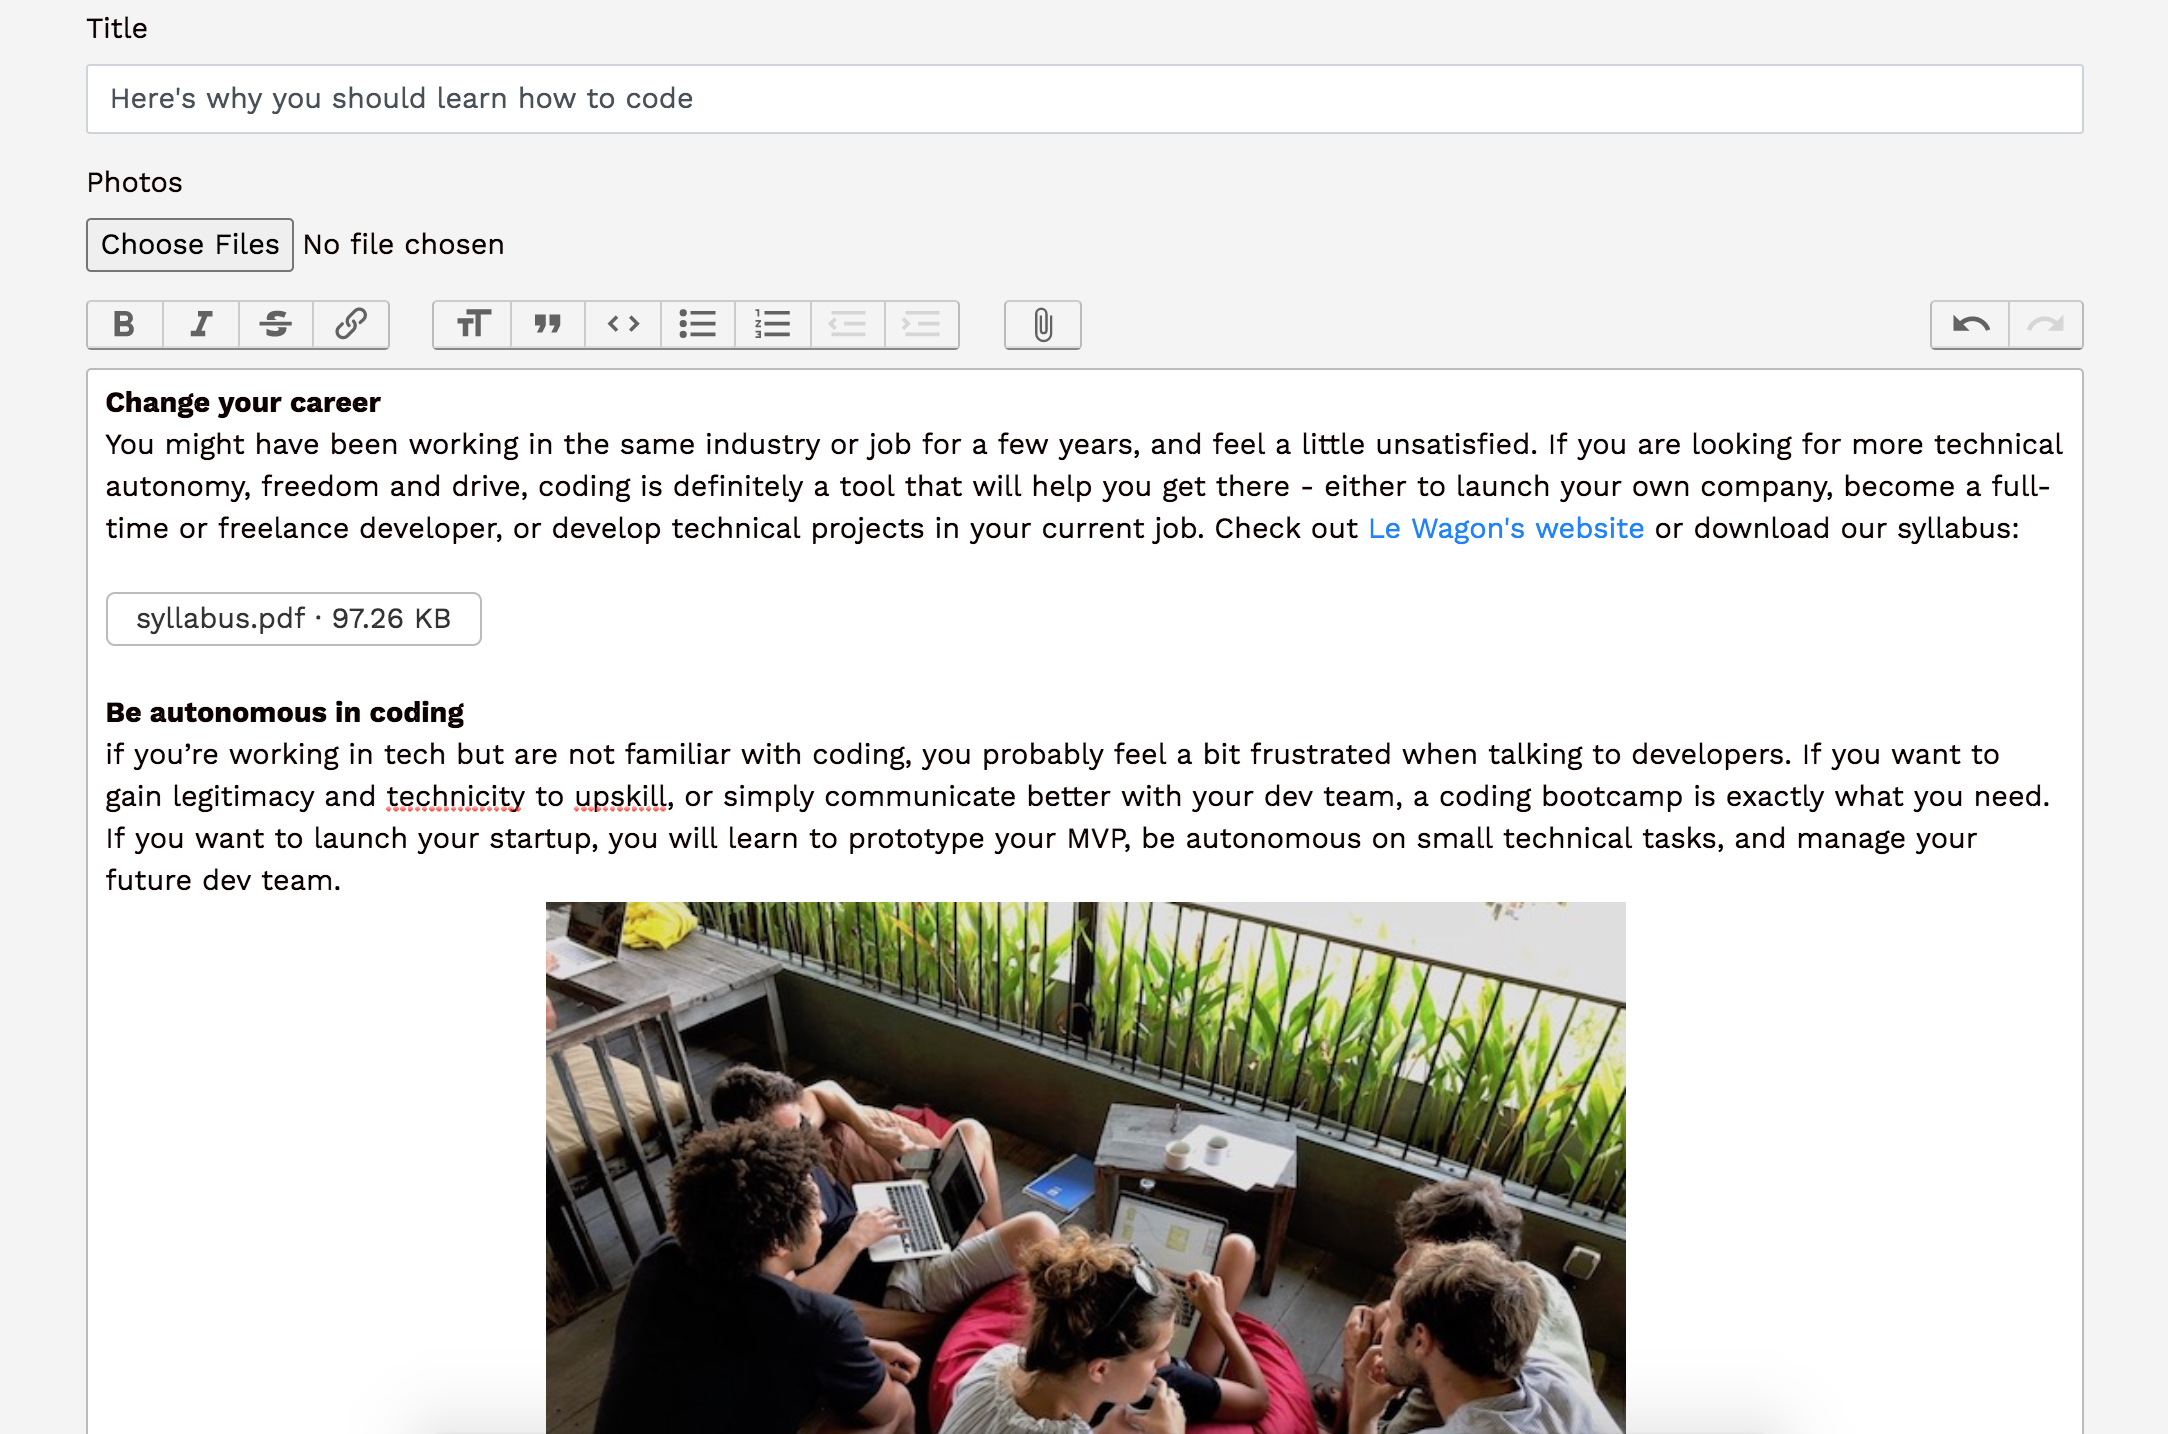 Title
Here's why you should learn how to code
Photos
Choose Files No file chosen
Change your career
You might have been working in the same industry or job for a few years, and feel a little unsatisfied. If you are looking for more technical
autonomy, freedom and drive, coding is definitely a tool that will help you get there - either to launch your own company, become a full-
time or freelance developer, or develop technical projects in your current job. Check out Le Wagon's website or download our syllabus:
syllabus.pdf · 97.26 KB
Be autonomous in coding
if you’re working in tech but are not familiar with coding, you probably feel a bit frustrated when talking to developers. If you want to
gain legitimacy and technicity to upskill, or simply communicate better with your dev team, a coding bootcamp is exactly what you need.
If you want to launch your startup, you will learn to prototype your MVP, be autonomous on small technical tasks, and manage your
future dev team.